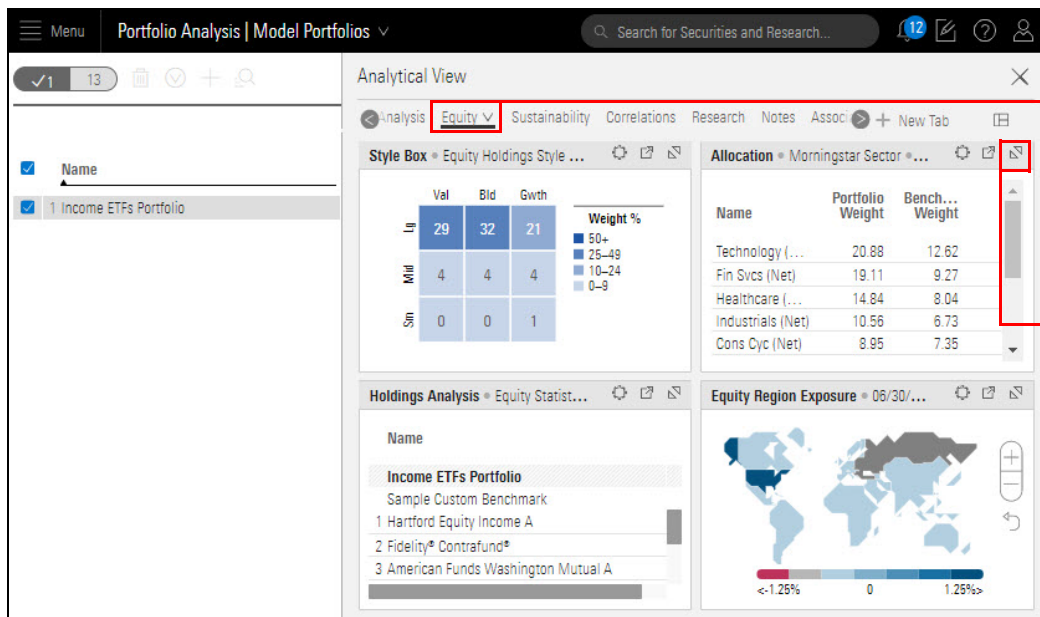 Menu
Portfolio Analysis | Model Portfolios
Search for Securities and Research...
12
1 13
Analytical View
Analysis Equity Sustainability Correlations Research Notes Associ + New Tab
Name
1 Income ETFs Portfolio
Style Box • Equity Holdings Style ...
Val Bld Gwth
Lg 29 32 21
Mid 4 4 4
Sm 0 0 1
Weight %
50+
25–49
10–24
0–9
Allocation • Morningstar Sector •...
Name Portfolio Weight Bench... Weight
Technology (... 20.88 12.62
Fin Svcs (Net) 19.11 9.27
Healthcare (... 14.84 8.04
Industrials (Net) 10.56 6.73
Cons Cyc (Net) 8.95 7.35
Holdings Analysis • Equity Statist...
Name
Income ETFs Portfolio
Sample Custom Benchmark
1 Hartford Equity Income A
2 Fidelity® Contrafund®
3 American Funds Washington Mutual A
Equity Region Exposure • 06/30/...
<-1.25% 0 1.25%>